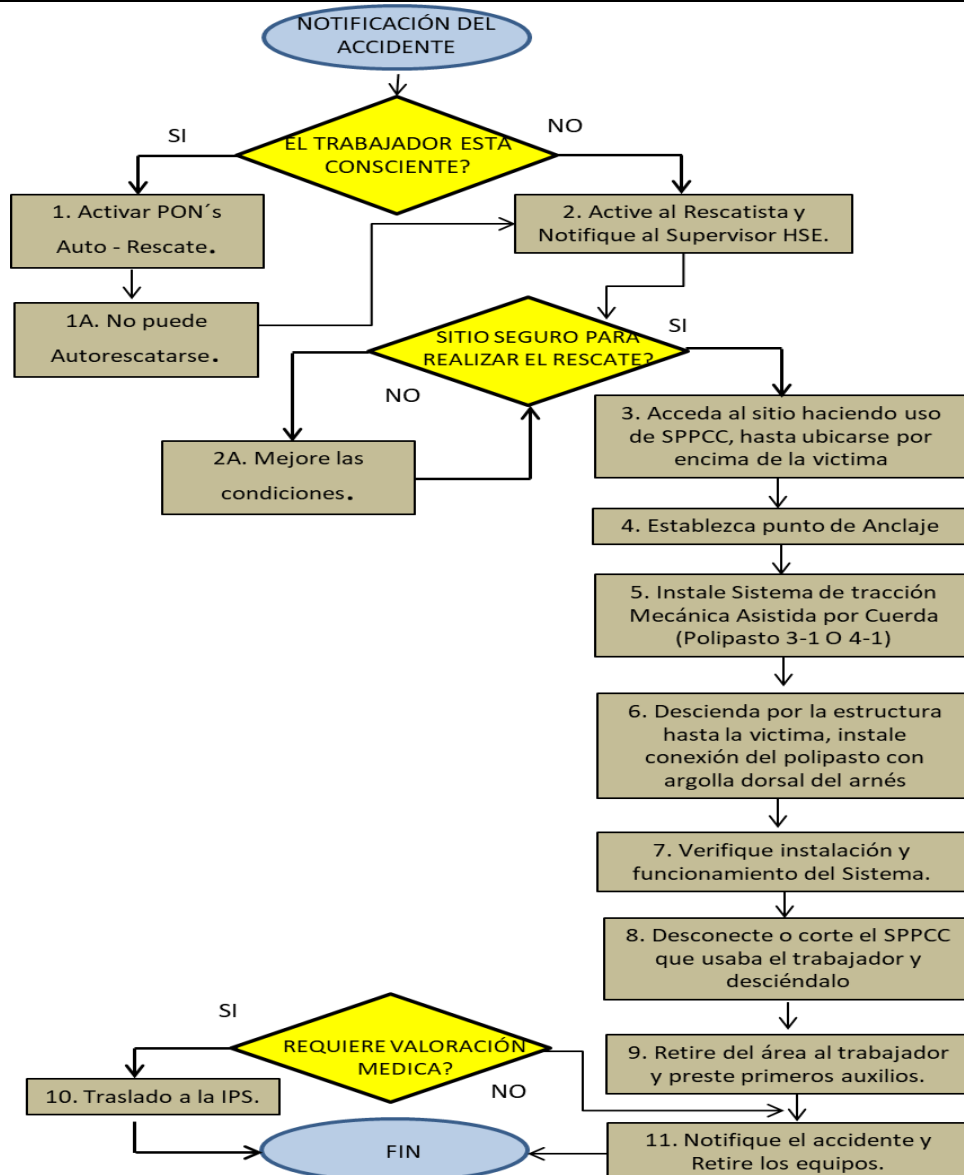 NOTIFICACIÓN DEL
ACCIDENTE
EL TRABAJADOR ESTA
CONSCIENTE?
SI
NO
1. Activar PON´s
Auto - Rescate.
2. Active al Rescatista y
Notifique al Supervisor HSE.
1A. No puede
Autorescatarse.
SITIO SEGURO PARA
REALIZAR EL RESCATE?
SI
NO
2A. Mejore las
condiciones.
3. Acceda al sitio haciendo uso
de SPPCC, hasta ubicarse por
encima de la victima
4. Establezca punto de Anclaje
5. Instale Sistema de tracción
Mecánica Asistida por Cuerda
(Polipasto 3-1 O 4-1)
6. Descienda por la estructura
hasta la victima, instale
conexión del polipasto con
argolla dorsal del arnés
7. Verifique instalación y
funcionamiento del Sistema.
8. Desconecte o corte el SPPCC
que usaba el trabajador y
desciéndalo
9. Retire del área al trabajador
y preste primeros auxilios.
REQUIERE VALORACIÓN
MEDICA?
SI
NO
10. Traslado a la IPS.
11. Notifique el accidente y
Retire los equipos.
FIN